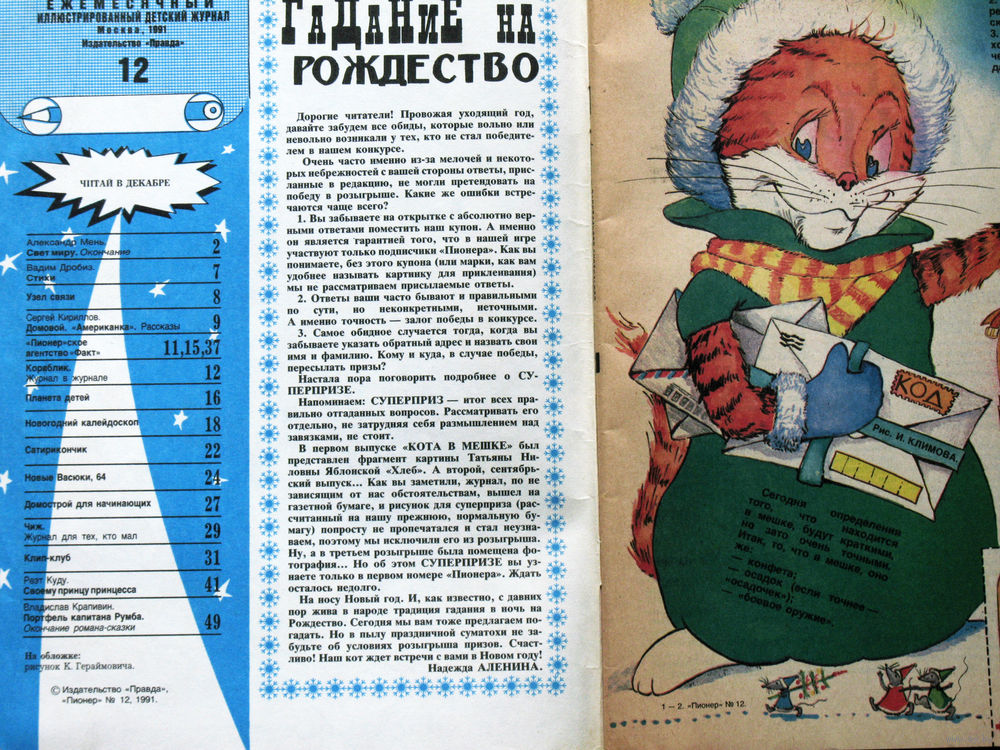 ЕЖЕМЕСЯЧНЫЙ
ИЛЛЮСТРИРОВАННЫЙ ДЕТСКИЙ ЖУРНАЛ
Москва, 1991
Издательство «Правда»
12
ЧИТАЙ В ДЕКАБРЕ
Александр Мень.
Свет миру. Окончание 2
Вадим Дробиз.
Стихи 7
Узел связи 8
Сергей Кириллов.
Домовой. «Американка». Рассказы 9
«Пионер»ское
агентство «Факт» 11,15,37
Кораблик.
Журнал в журнале 12
Планета детей 16
Новогодний калейдоскоп 18
Сатирикончик 22
Новые Васюки, 64 24
Домострой для начинающих 27
Чиж.
Журнал для тех, кто мал 29
Клип-клуб 31
Раэт Куду.
Своему принцу принцесса 41
Владислав Крапивин.
Портфель капитана Румба.
Окончание романа-сказки 49
На обложке:
рисунок К. Гераймовича.
© Издательство «Правда»,
«Пионер» № 12, 1991.
ГАДАНИЕ НА
РОЖДЕСТВО
Дорогие читатели! Провожая уходящий год,
давайте забудем все обиды, которые вольно или
невольно возникали у тех, кто не стал победите-
лем в нашем конкурсе.
Очень часто именно из-за мелочей и некото-
рых небрежностей с вашей стороны ответы, прис-
ланные в редакцию, не могли претендовать на
победу в розыгрыше. Какие же ошибки встре-
чаются чаще всего?
1. Вы забываете на открытке с абсолютно вер-
ными ответами поместить наш купон. А именно
он является гарантией того, что в нашей игре
участвуют только подписчики «Пионера». Как вы
понимаете, без этого купона (или марки, как вам
удобнее называть картинку для приклеивания)
мы не рассматриваем присылаемые ответы.
2. Ответы ваши часто бывают и правильными
по сути, но неконкретными, неточными.
А именно точность — залог победы в конкурсе.
3. Самое обидное случается тогда, когда вы
забываете указать обратный адрес и назвать свои
имя и фамилию. Кому и куда, в случае победы,
пересылать призы?
Настала пора поговорить подробнее о СУ-
ПЕРПРИЗЕ.
Напоминаем: СУПЕРПРИЗ — итог всех пра-
вильно отгаданных вопросов. Рассматривать его
отдельно, не затрудняя себя размышлением над
завязками, не стоит.
В первом выпуске «КОТА В МЕШКЕ» был
представлен фрагмент картины Татьяны Ни-
ловны Яблонской «Хлеб». А второй, сентябрь-
ский выпуск... Как вы заметили, журнал, по не
зависящим от нас обстоятельствам, вышел на
газетной бумаге, и рисунок для суперприза (рас-
считанный на нашу прежнюю, нормальную бу-
магу) попросту не пропечатался и стал неузна-
ваем, поэтому мы исключили его из розыгрыша.
Ну, а в третьем розыгрыше была помещена фо-
тография... Но об этом СУПЕРПРИЗЕ вы уз-
наете только в первом номере «Пионера». Ждать
осталось недолго.
На носу Новый год. И, как известно, с давних
пор жива в народе традиция гадания в ночь на
Рождество. Сегодня мы вам тоже предлагаем по-
гадать. Но в пылу праздничной суматохи не за-
будьте об условиях розыгрыша призов. Счаст-
ливо! Наш кот ждет встречи с вами в Новом году!
Надежда АЛЕНИНА.
КОД
Рис. И. КЛИМОВА.
Сегодня определения
того, что находится
в мешке, будут краткими,
но зато очень точными.
Итак, то, что в мешке, оно
же:
— конфета;
— осадок (если точнее —
«осадочек»);
— «боевое оружие».
1 — 2. «Пионер» № 12.